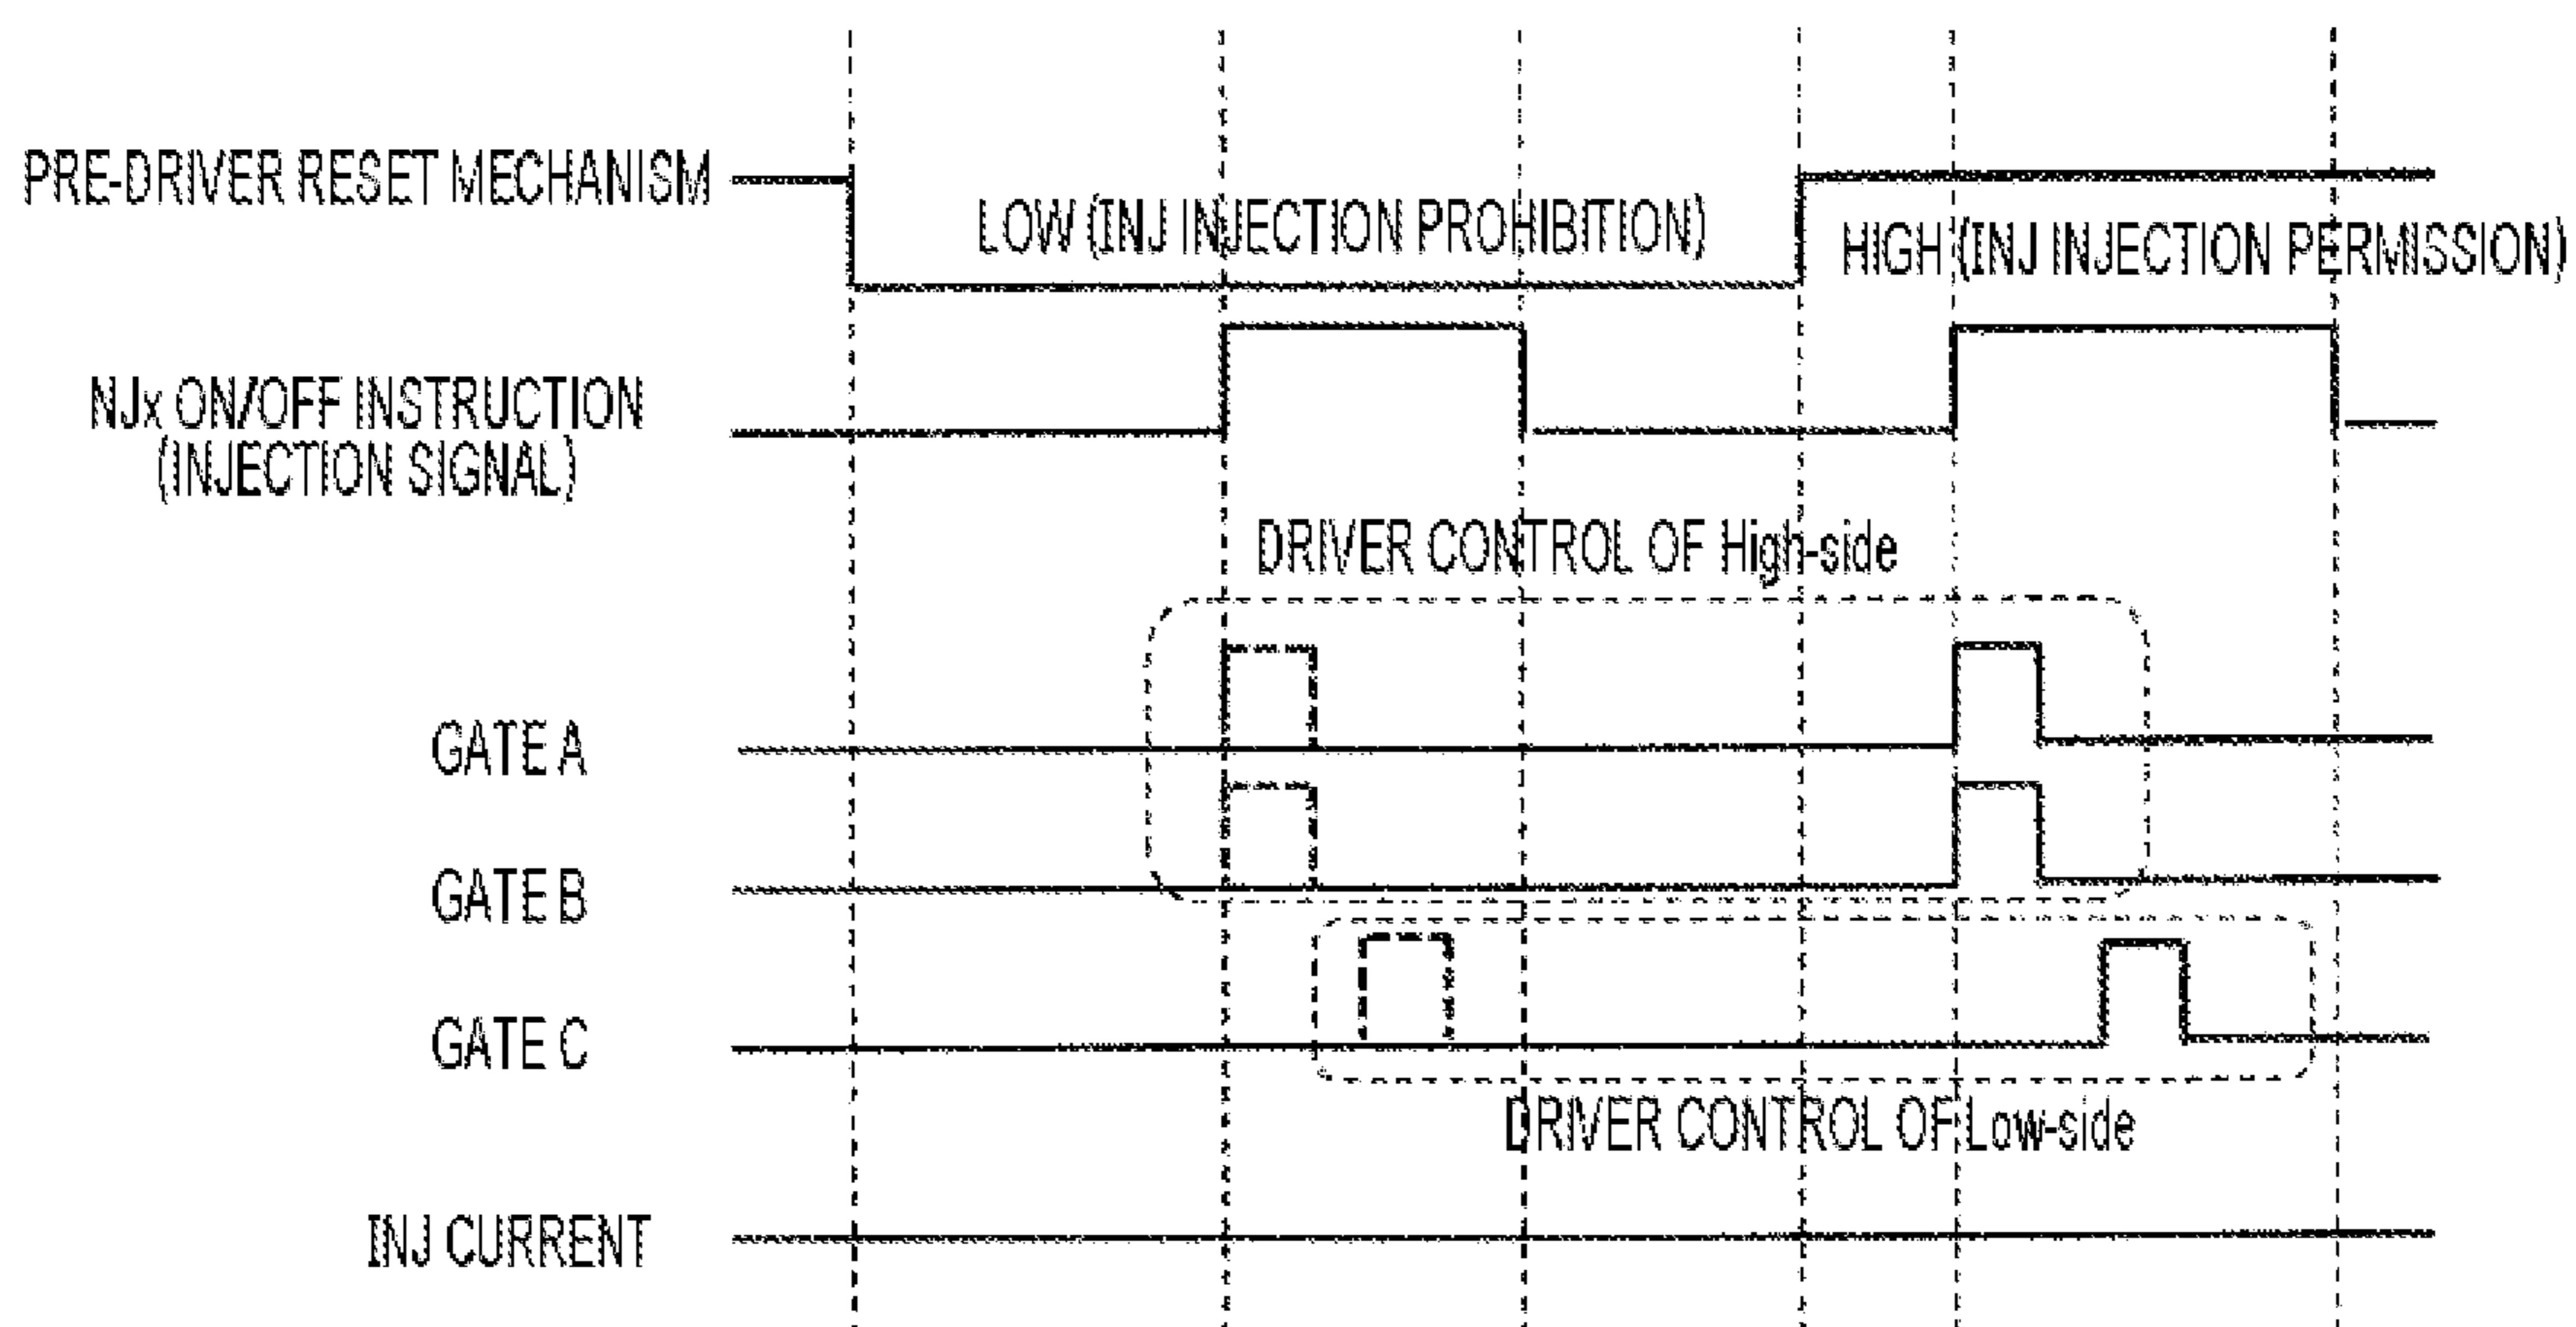 PRE-DRIVER RESET MECHANISM
LOW (INJ INJECTION PROHIBITION)
HIGH (INJ INJECTION PERMISSION)
NJx ON/OFF INSTRUCTION
(INJECTION SIGNAL)
DRIVER CONTROL OF High-side
GATE A
GATE B
GATE C
DRIVER CONTROL OF Low-side
INJ CURRENT